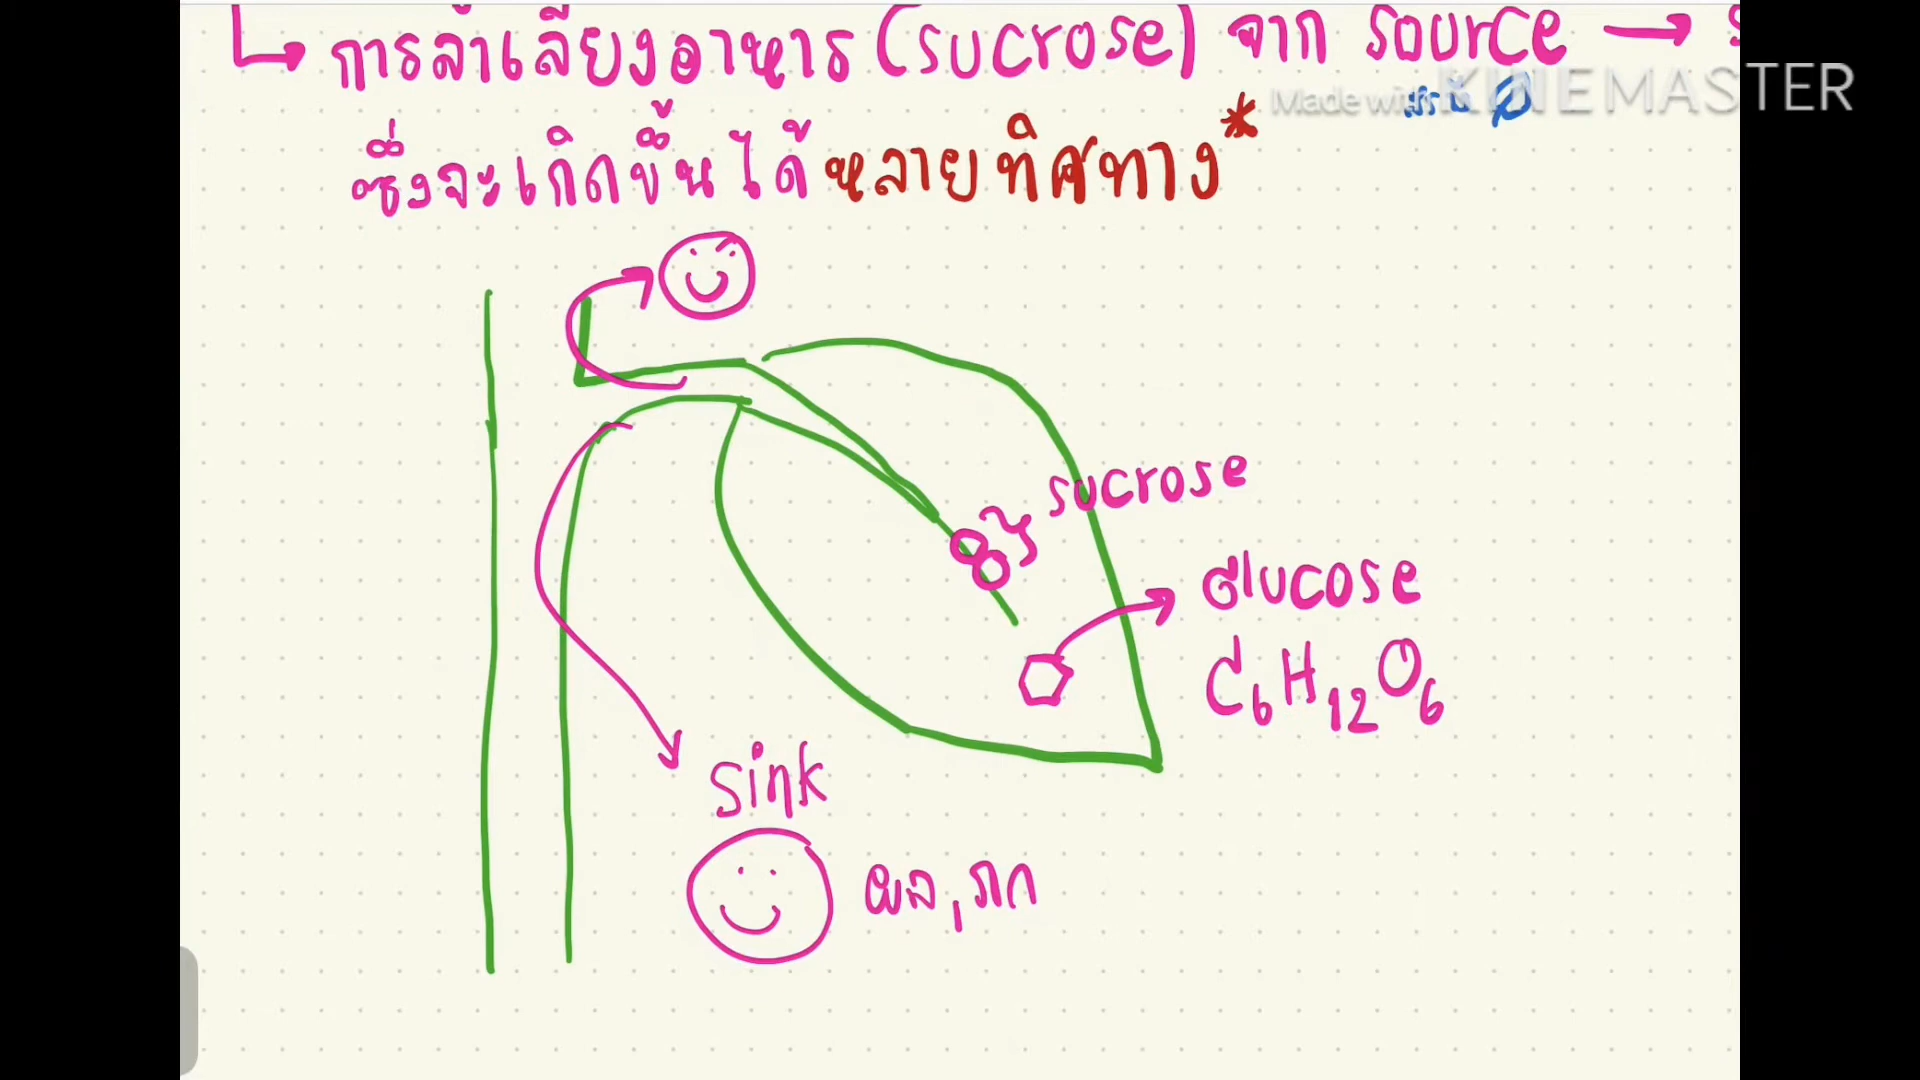 การลำเลียงอาหาร (sucrose) จาก source →
Made with KINEMASTER
ซึ่งจะเกิดขึ้นได้หลายทิศทาง*
sucrose
glucose
C6H12O6
sink
ผล, ราก